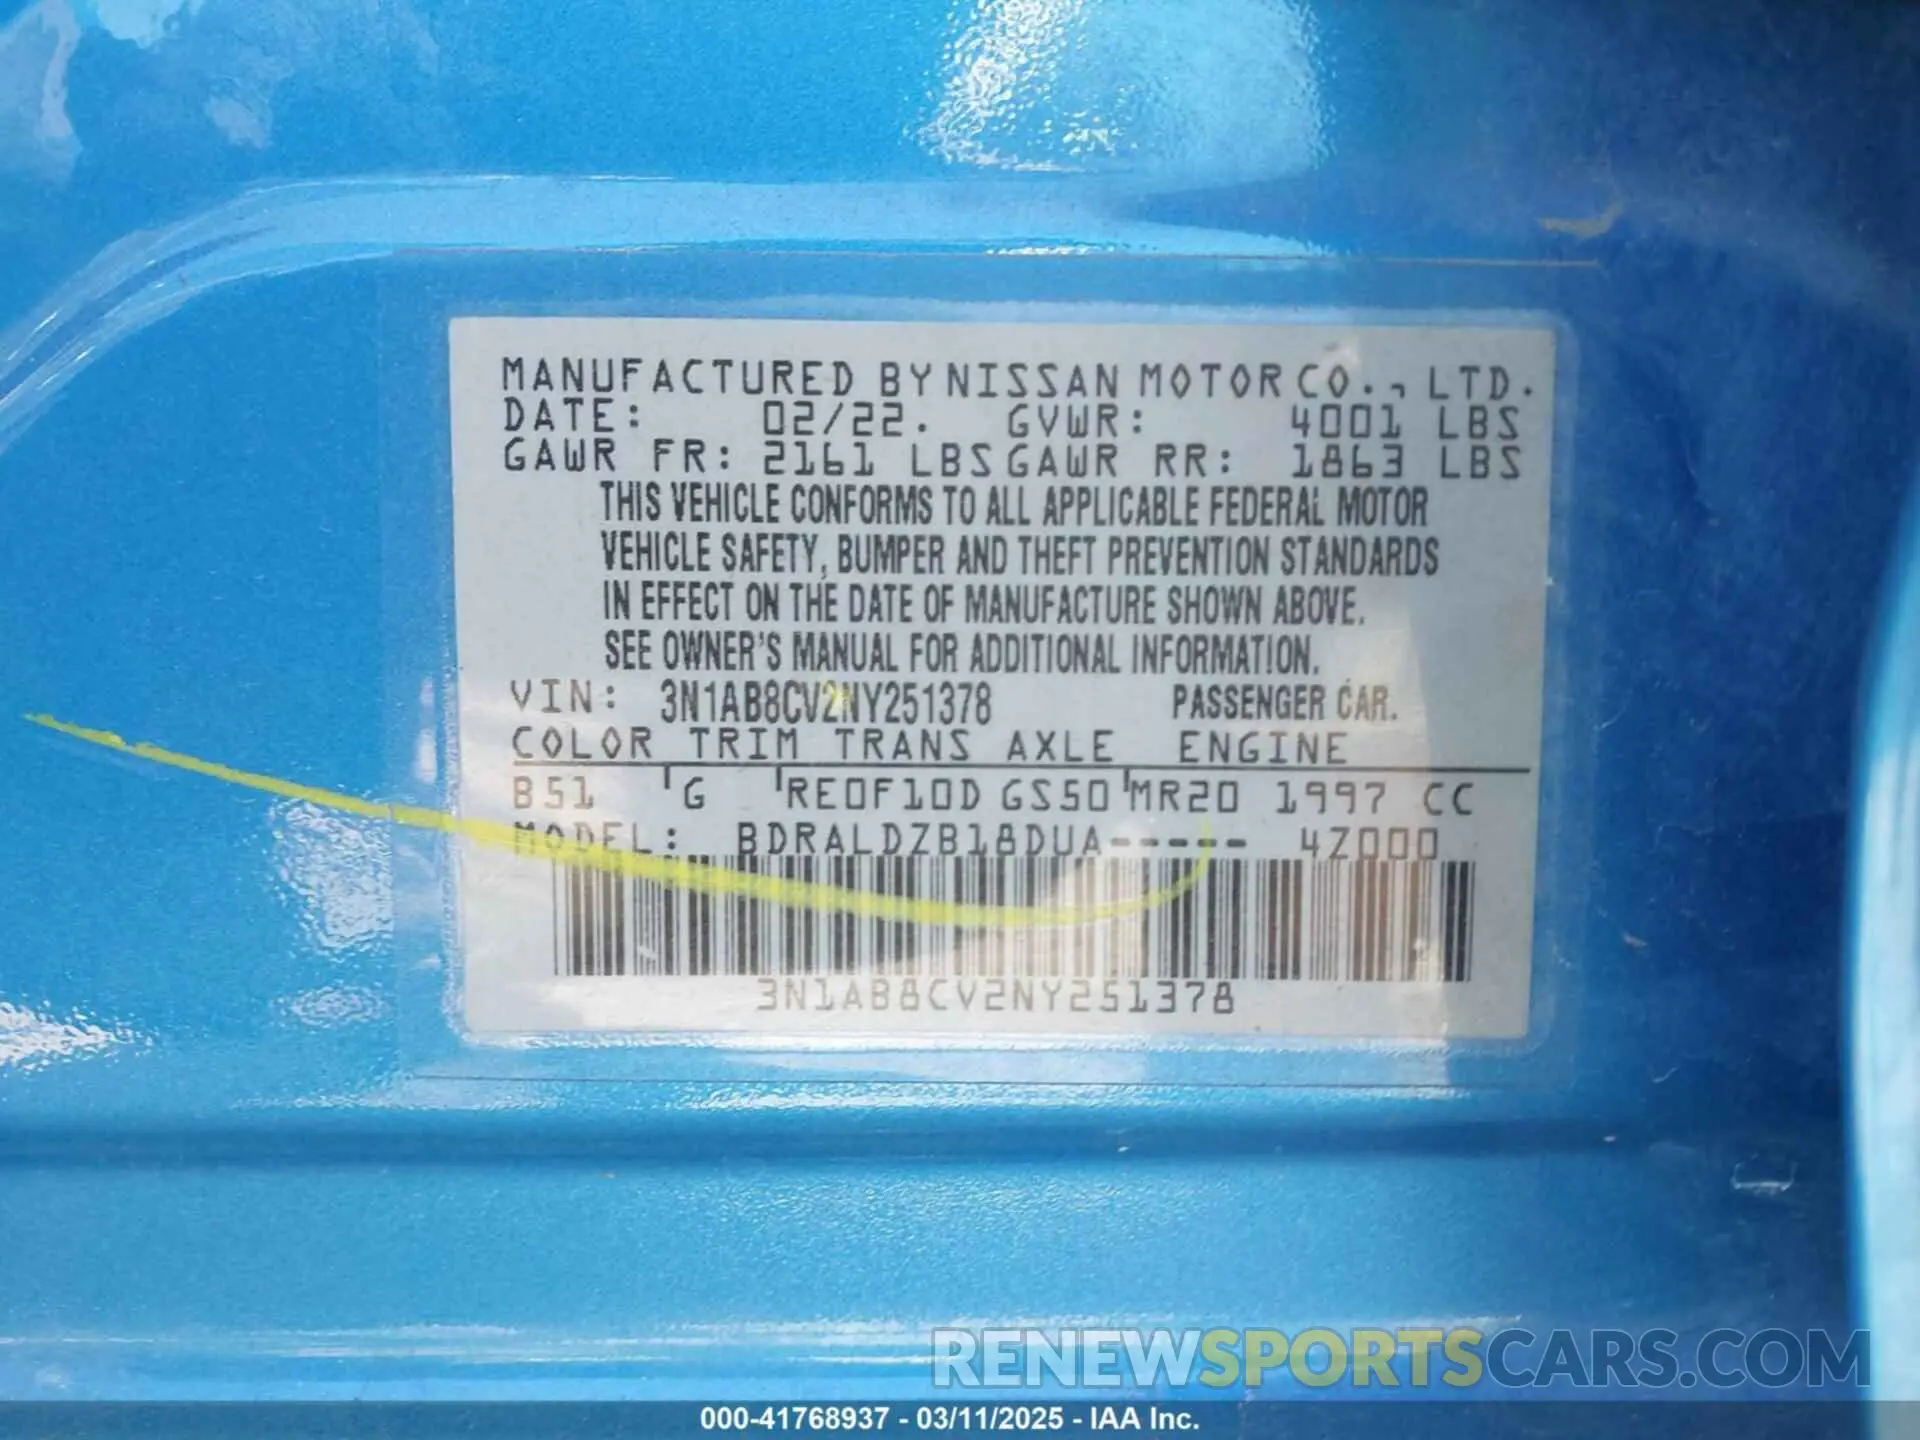 MANUFACTURED BY NISSAN MOTOR CO., LTD.
DATE: 02/22. GVWR: 4001 LBS
GAWR FR: 2161 LBS GAWR RR: 1863 LBS
THIS VEHICLE CONFORMS TO ALL APPLICABLE FEDERAL MOTOR
VEHICLE SAFETY, BUMPER AND THEFT PREVENTION STANDARDS
IN EFFECT ON THE DATE OF MANUFACTURE SHOWN ABOVE.
SEE OWNER'S MANUAL FOR ADDITIONAL INFORMATION.
VIN: 3N1AB8CV2NY251378 PASSENGER CAR.
COLOR TRIM TRANS AXLE ENGINE
B51 G RE0F10D GS50 MR20 1997 CC
MODEL: BDRALDZB18DUA----- 4Z000
3N1AB8CV2NY251378
RENEWSPORTSCARS.COM
000-41768937 - 03/11/2025 - IAA Inc.